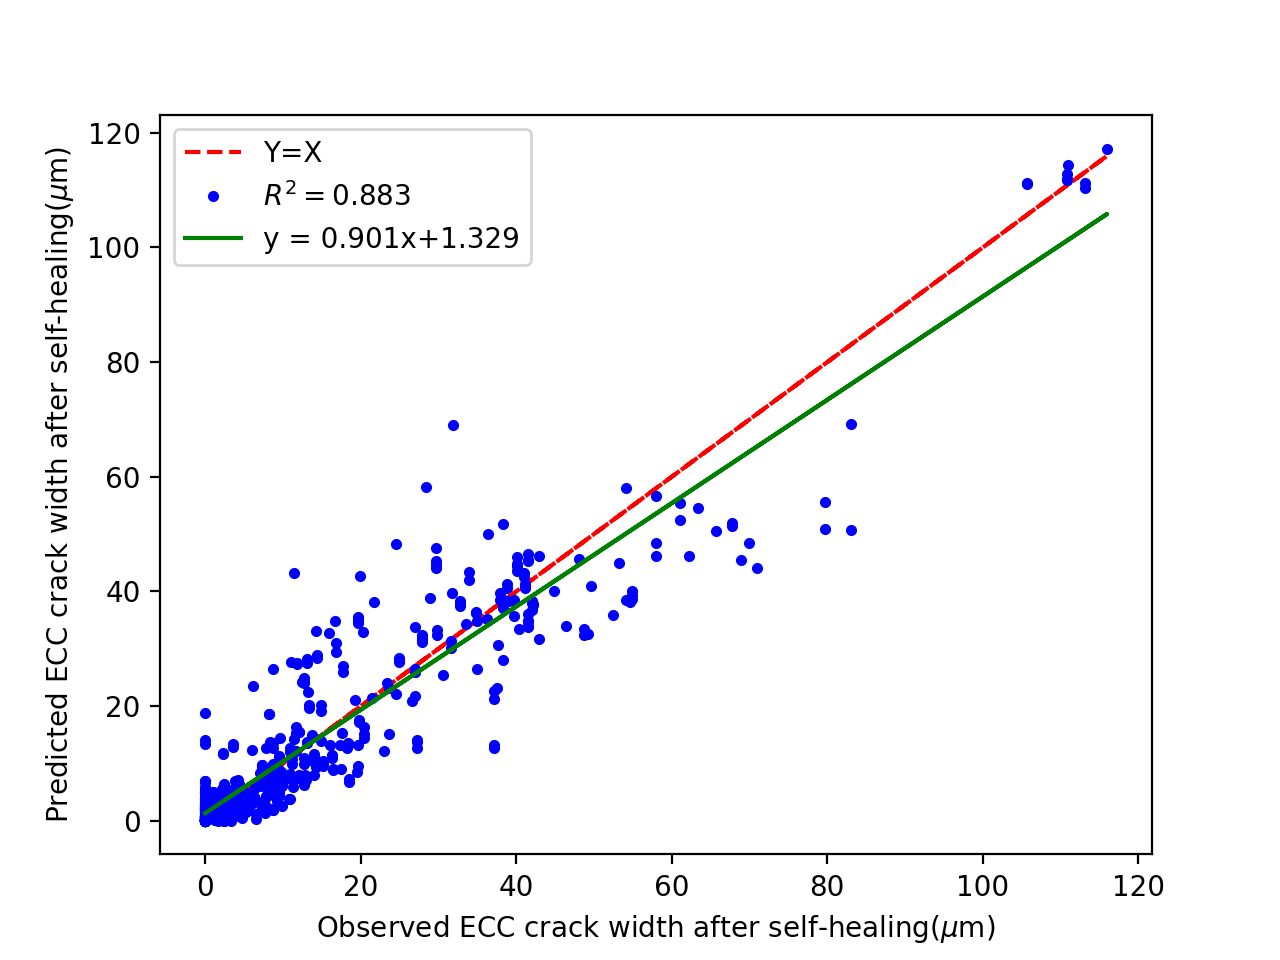 Y=X
R² = 0.883
y = 0.901x+1.329
Predicted ECC crack width after self-healing(μm)
120
100
80
60
40
20
0
0 20 40 60 80 100 120
Observed ECC crack width after self-healing(μm)